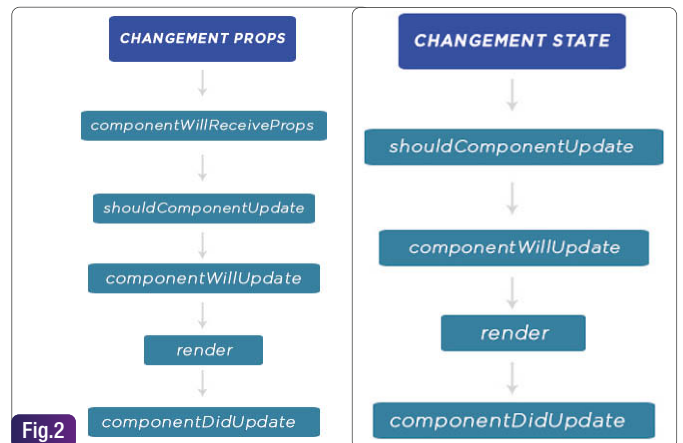 CHANGEMENT PROPS
componentWillReceiveProps
shouldComponentUpdate
componentWillUpdate
render
componentDidUpdate
Fig.2
CHANGEMENT STATE
shouldComponentUpdate
componentWillUpdate
render
componentDidUpdate